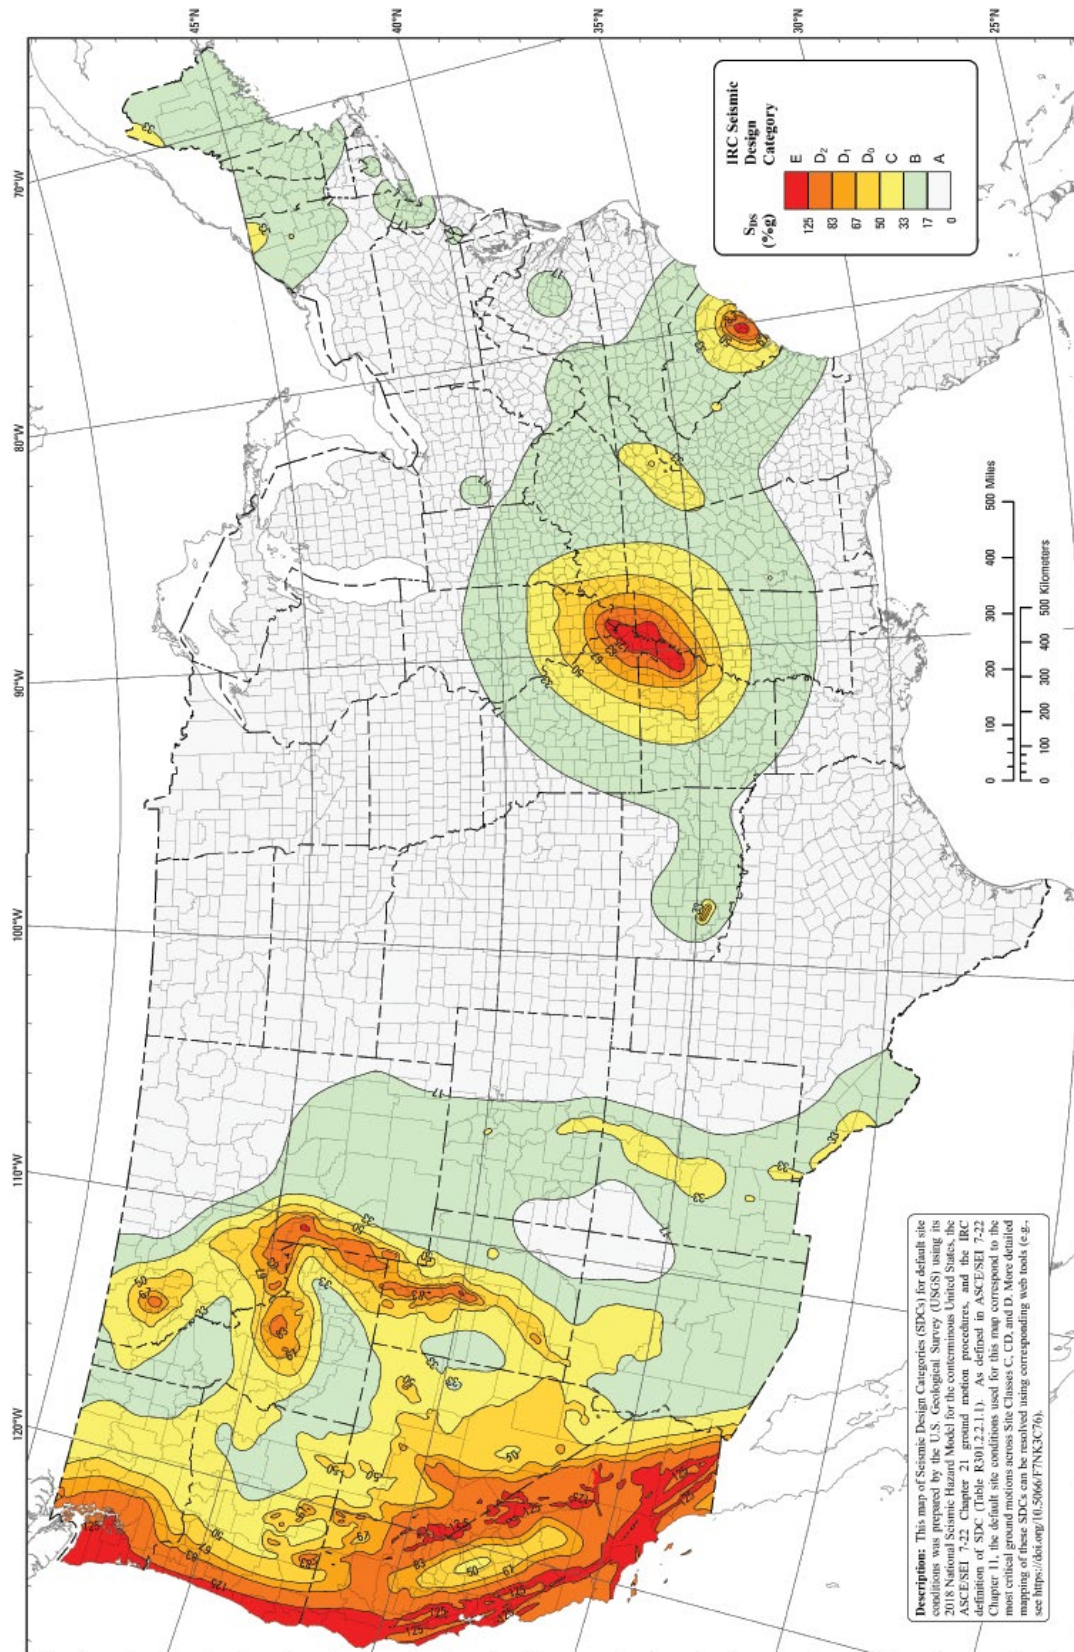 70°W
80°W
90°W
100°W
110°W
120°W
45°N
40°N
35°N
30°N
25°N
S_DS
(%g)
IRC Seismic
Design
Category
125
83
67
50
33
17
0
E
D₂
D₁
D₀
C
B
A
0 100 200 300 400 500 Miles
0 100 200 300 400 500 Kilometers
Description: This map of Seismic Design Categories (SDCs) for default site
conditions was prepared by the U.S. Geological Survey (USGS) using its
2018 National Seismic Hazard Model for the conterminous United States, the
ASCE/SEI 7-22 Chapter 21 ground motion procedures, and the IRC
definition of SDC (Table R301.2.2.1.1). As defined in ASCE/SEI 7-22
Chapter 11, the default site conditions used for this map correspond to the
most critical ground motions across Site Classes C, CD, and D. More detailed
mapping of these SDCs can be resolved using corresponding web tools (e.g.,
see https://doi.org/10.5066/F7NK3C76).